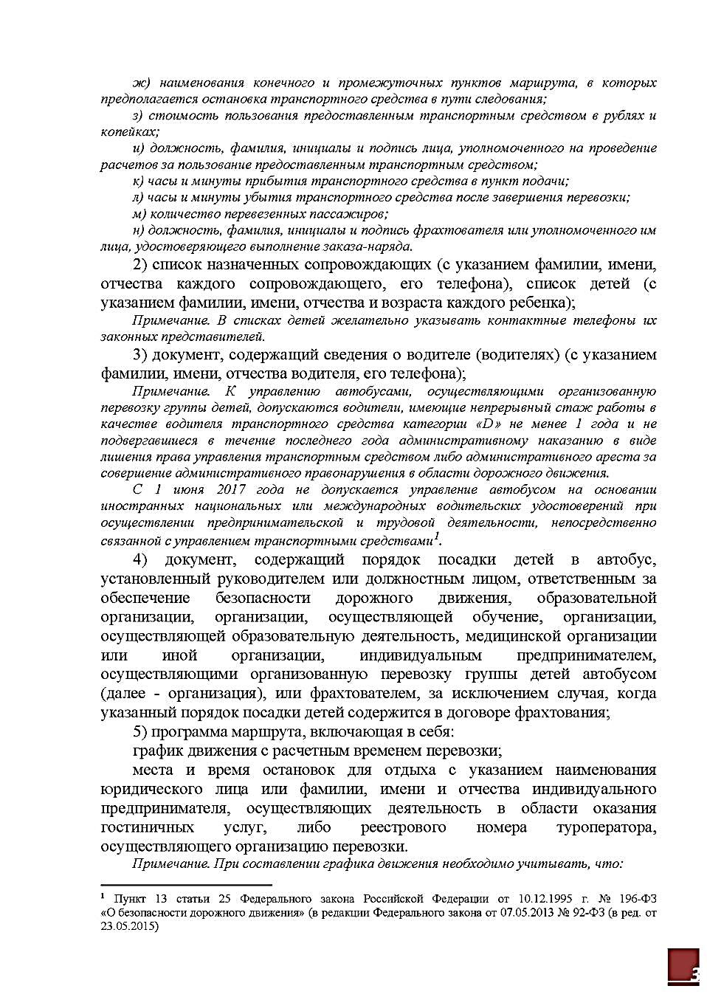 ж) наименования конечного и промежуточных пунктов маршрута, в которых
предполагается остановка транспортного средства в пути следования;
з) стоимость пользования предоставленным транспортным средством в рублях и
копейках;
и) должность, фамилия, инициалы и подпись лица, уполномоченного на проведение
расчетов за пользование предоставленным транспортным средством;
к) часы и минуты прибытия транспортного средства в пункт подачи;
л) часы и минуты убытия транспортного средства после завершения перевозки;
м) количество перевезенных пассажиров;
н) должность, фамилия, инициалы и подпись фрахтователя или уполномоченного им
лица, удостоверяющего выполнение заказа-наряда.
2) список назначенных сопровождающих (с указанием фамилии, имени,
отчества каждого сопровождающего, его телефона), список детей (с
указанием фамилии, имени, отчества и возраста каждого ребенка);
Примечание. В списках детей желательно указывать контактные телефоны их
законных представителей.
3) документ, содержащий сведения о водителе (водителях) (с указанием
фамилии, имени, отчества водителя, его телефона);
Примечание. К управлению автобусами, осуществляющими организованную
перевозку группы детей, допускаются водители, имеющие непрерывный стаж работы в
качестве водителя транспортного средства категории «D» не менее 1 года и не
подвергавшиеся в течение последнего года административному наказанию в виде
лишения права управления транспортным средством либо административного ареста за
совершение административного правонарушения в области дорожного движения.
С 1 июня 2017 года не допускается управление автобусом на основании
иностранных национальных или международных водительских удостоверений при
осуществлении предпринимательской и трудовой деятельности, непосредственно
связанной с управлением транспортными средствами1.
4) документ, содержащий порядок посадки детей в автобус,
установленный руководителем или должностным лицом, ответственным за
обеспечение безопасности дорожного движения, образовательной
организации, организации, осуществляющей обучение, организации,
осуществляющей образовательную деятельность, медицинской организации
или иной организации, индивидуальным предпринимателем,
осуществляющими организованную перевозку группы детей автобусом
(далее - организация), или фрахтователем, за исключением случая, когда
указанный порядок посадки детей содержится в договоре фрахтования;
5) программа маршрута, включающая в себя:
график движения с расчетным временем перевозки;
места и время остановок для отдыха с указанием наименования
юридического лица или фамилии, имени и отчества индивидуального
предпринимателя, осуществляющих деятельность в области оказания
гостиничных услуг, либо реестрового номера туроператора,
осуществляющего организацию перевозки.
Примечание. При составлении графика движения необходимо учитывать, что:
1 Пункт 13 статьи 25 Федерального закона Российской Федерации от 10.12.1995 г. № 196-ФЗ
«О безопасности дорожного движения» (в редакции Федерального закона от 07.05.2013 № 92-ФЗ (в ред. от
23.05.2015)
3